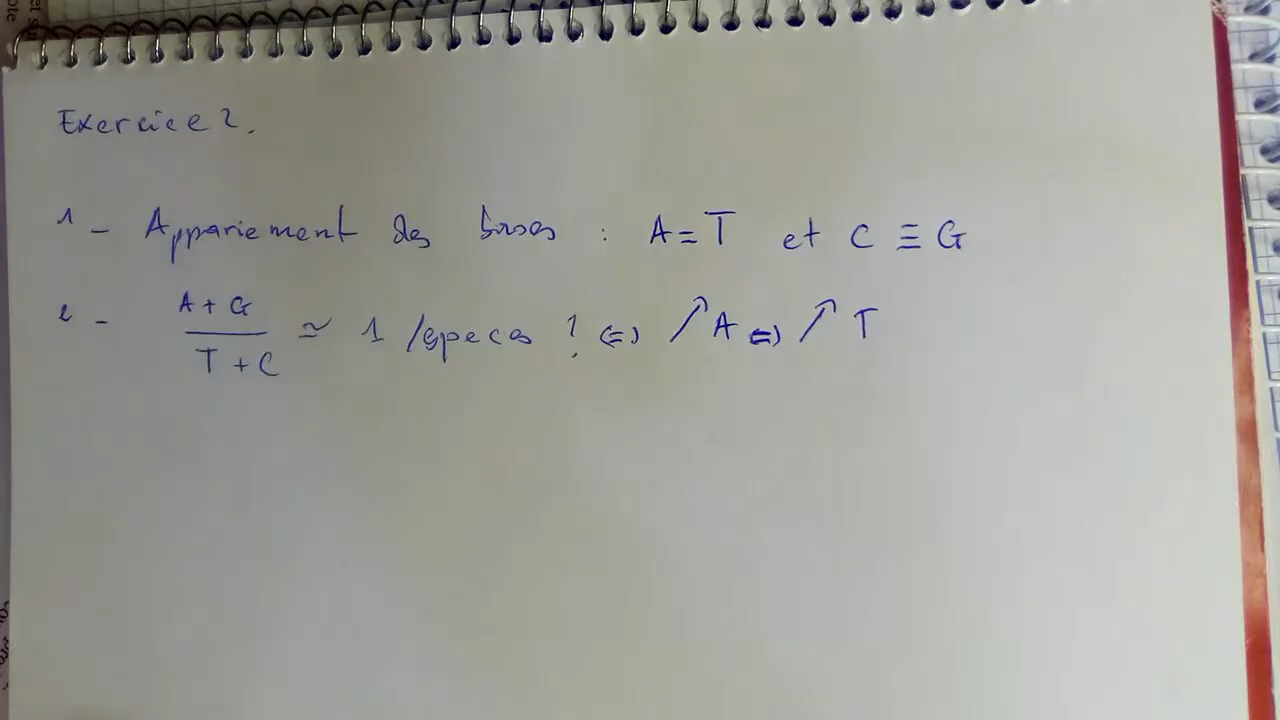 Exercice 2.
1 - Appariement des bases : A=T et C ≡ G
2 - A + G / T + C ≃ 1 /espèces ? ⇔ ↗ A ⇔ ↗ T